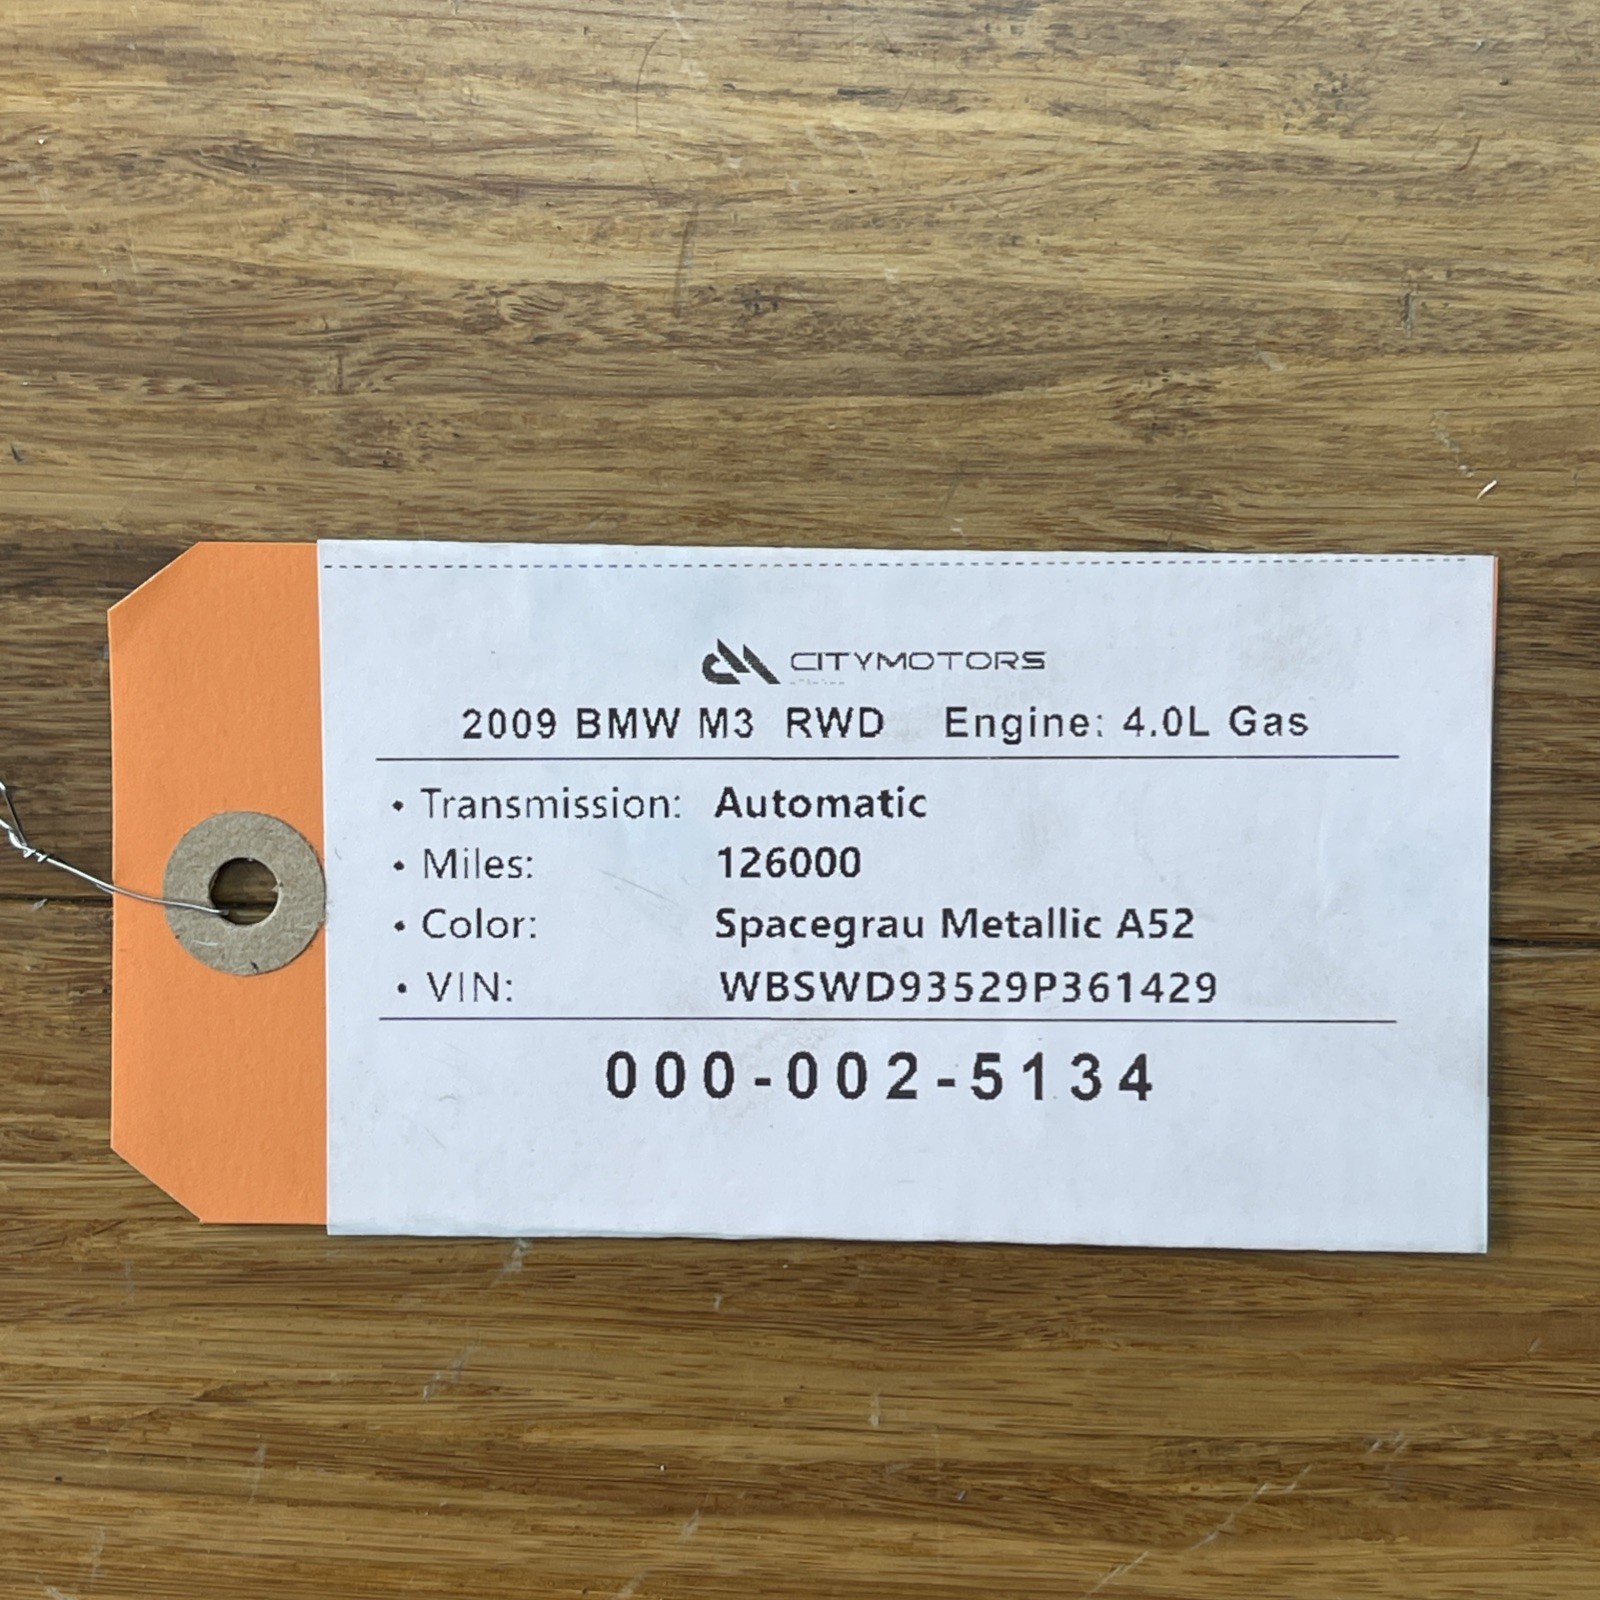 CITYMOTORS
2009 BMW M3 RWD Engine: 4.0L Gas
• Transmission: Automatic
• Miles: 126000
• Color: Spacegrau Metallic A52
• VIN: WBSWD93529P361429
000-002-5134